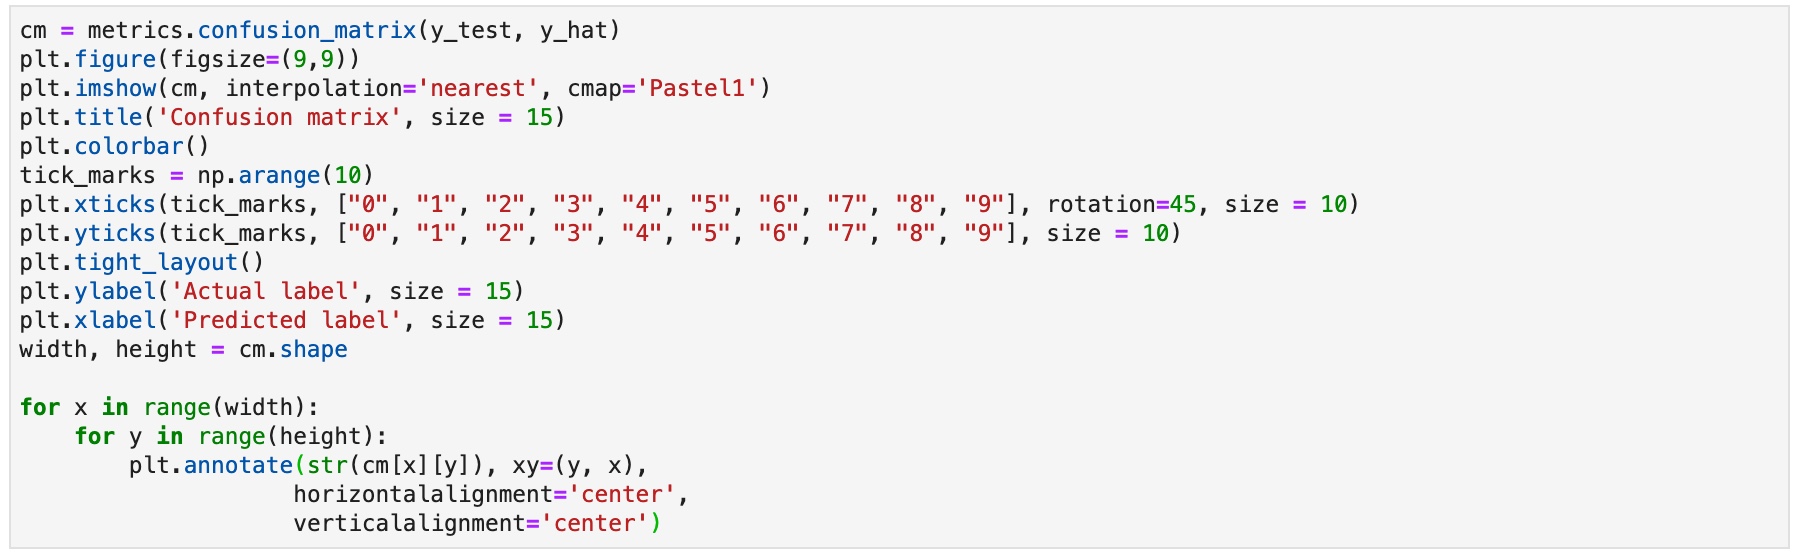 cm = metrics.confusion_matrix(y_test, y_hat)
plt.figure(figsize=(9,9))
plt.imshow(cm, interpolation='nearest', cmap='Pastel1')
plt.title('Confusion matrix', size = 15)
plt.colorbar()
tick_marks = np.arange(10)
plt.xticks(tick_marks, ["0", "1", "2", "3", "4", "5", "6", "7", "8", "9"], rotation=45, size = 10)
plt.yticks(tick_marks, ["0", "1", "2", "3", "4", "5", "6", "7", "8", "9"], size = 10)
plt.tight_layout()
plt.ylabel('Actual label', size = 15)
plt.xlabel('Predicted label', size = 15)
width, height = cm.shape

for x in range(width):
    for y in range(height):
        plt.annotate(str(cm[x][y]), xy=(y, x),
                    horizontalalignment='center',
                    verticalalignment='center')